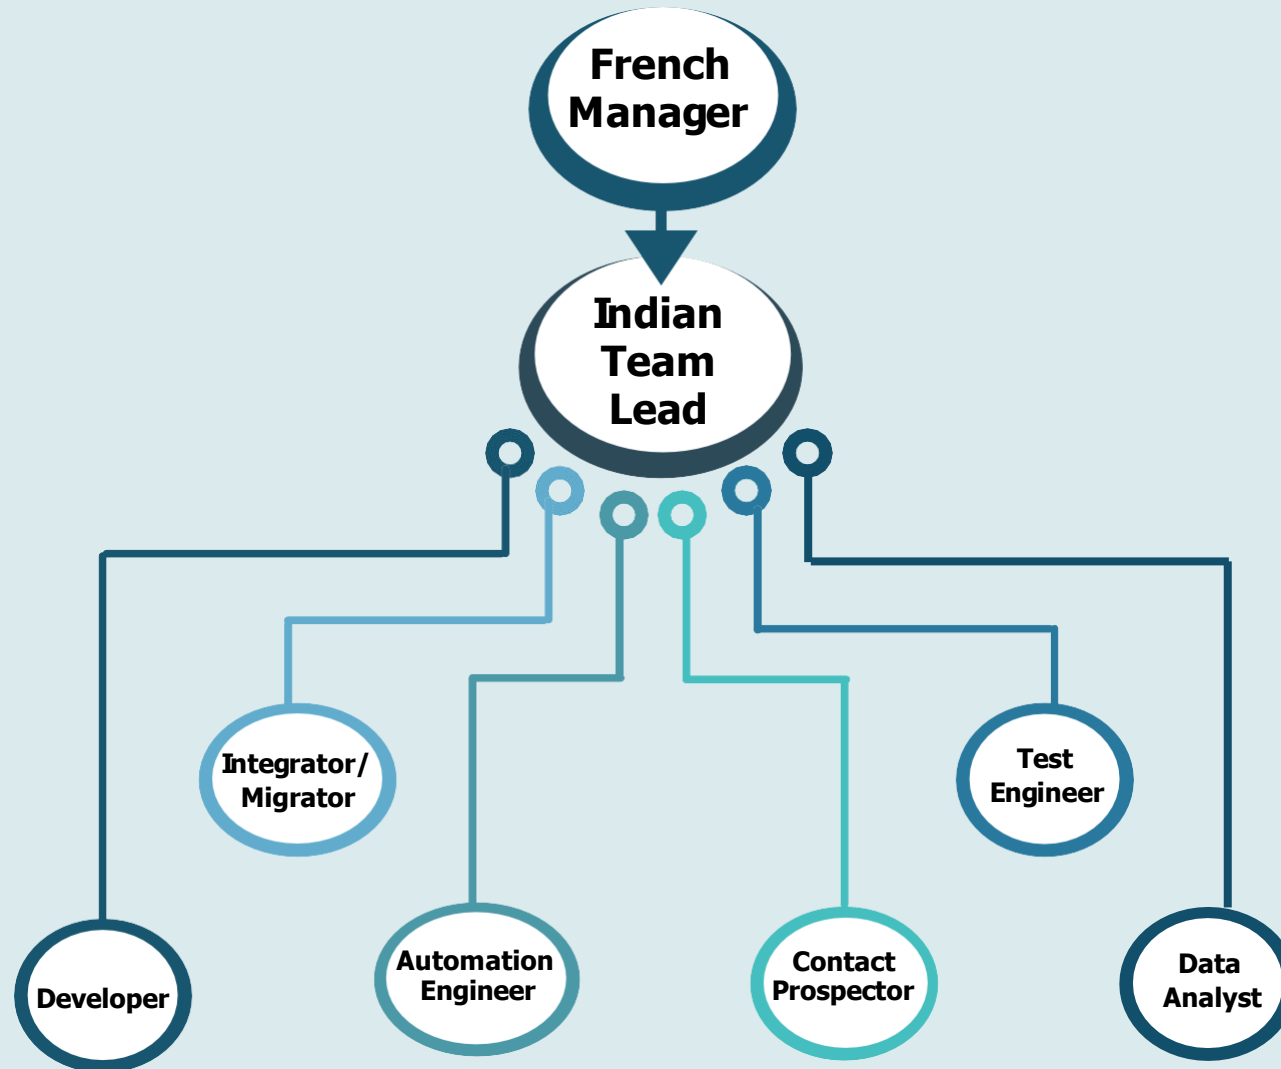 French
Manager
Indian
Team
Lead
Integrator/
Migrator
Test
Engineer
Developer
Automation
Engineer
Contact
Prospector
Data
Analyst